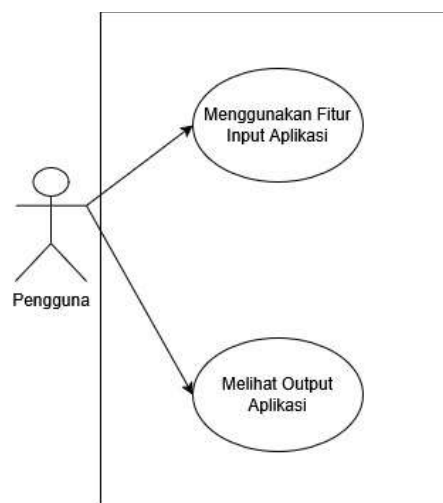 Menggunakan Fitur
Input Aplikasi
Pengguna
Melihat Output
Aplikasi